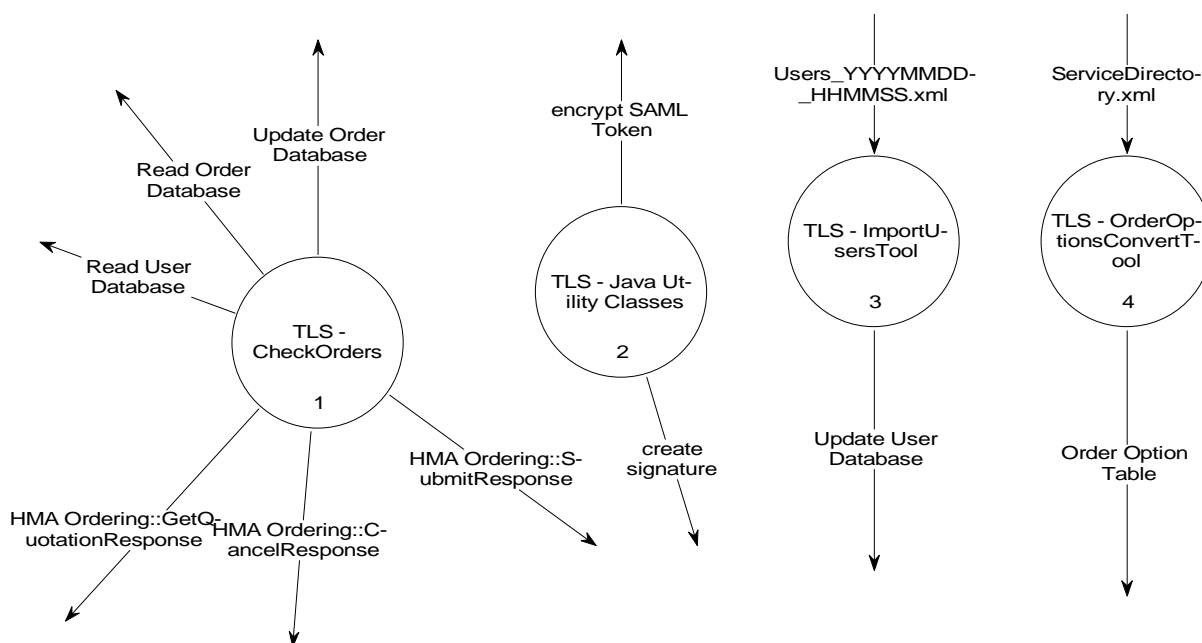 Users_YYYYMMDD-
_HHMMSS.xml
ServiceDirecto-
ry.xml
encrypt SAML
Token
Update Order
Database
Read Order
Database
Read User
Database
TLS -
CheckOrders
1
TLS - Java Ut-
ility Classes
2
TLS - ImportU-
sersTool
3
TLS - OrderOp-
tionsConvertT-
ool
4
HMA Ordering::S-
ubmitResponse
create
signature
Update User
Database
Order Option
Table
HMA Ordering::GetQ-
uotationResponse
HMA Ordering::C-
ancelResponse